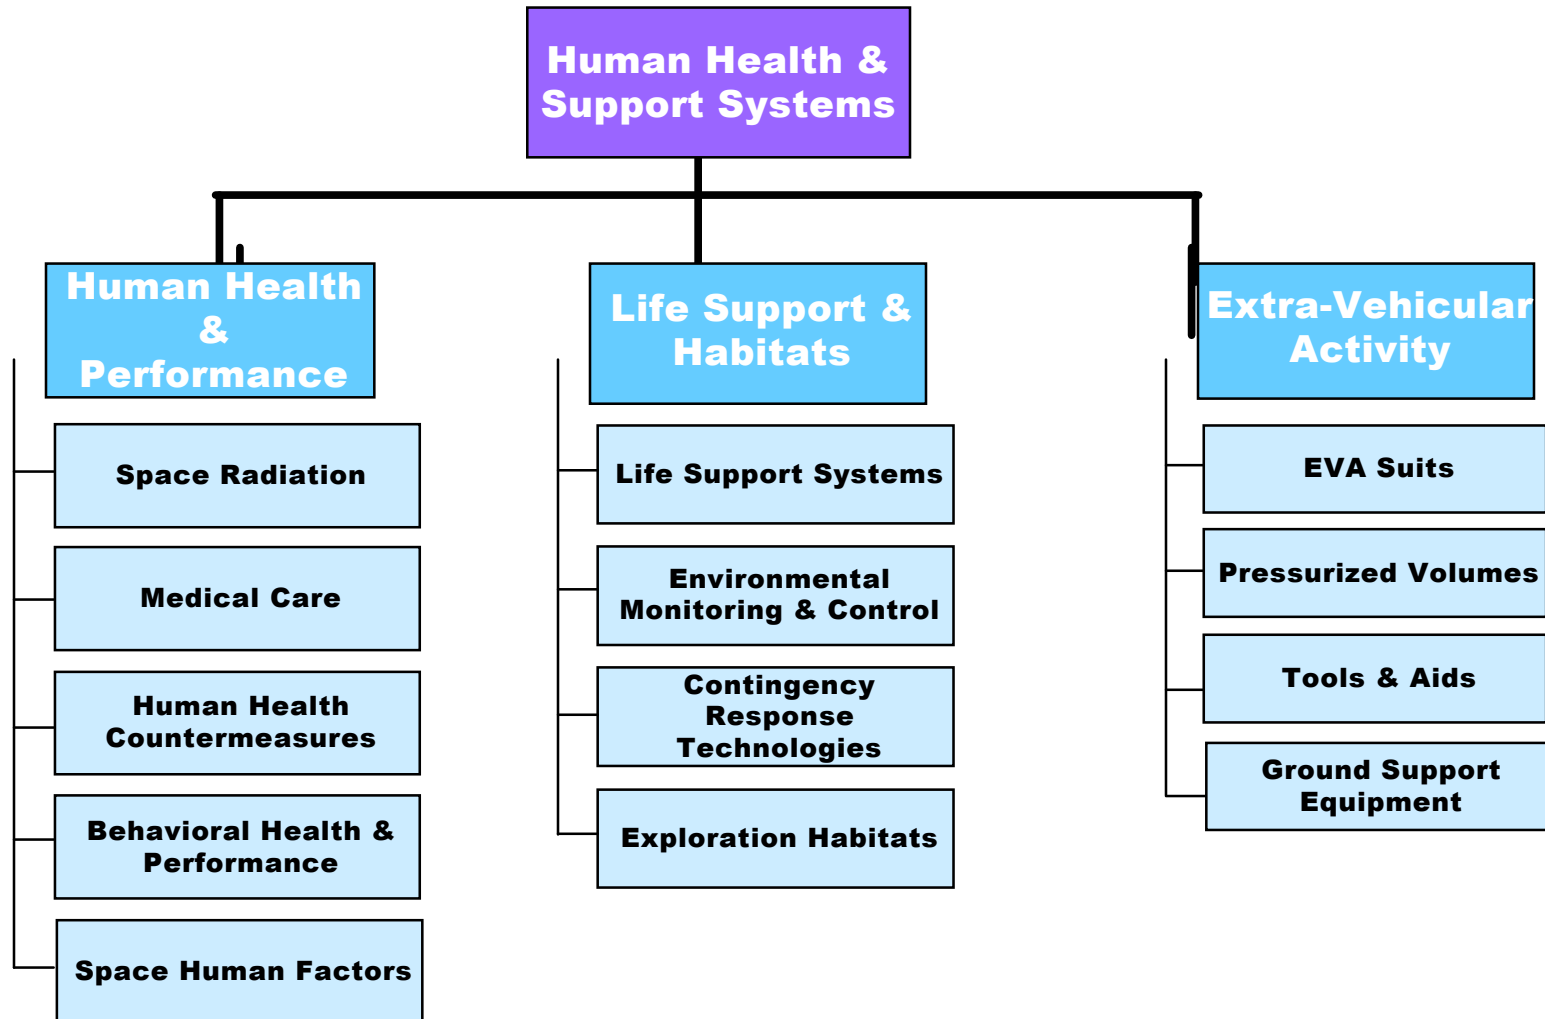 Human Health &
Support Systems
Human Health
&
Performance
Space Radiation
Medical Care
Human Health
Countermeasures
Behavioral Health &
Performance
Space Human Factors
Life Support &
Habitats
Life Support Systems
Environmental
Monitoring & Control
Contingency
Response
Technologies
Exploration Habitats
Extra-Vehicular
Activity
EVA Suits
Pressurized Volumes
Tools & Aids
Ground Support
Equipment